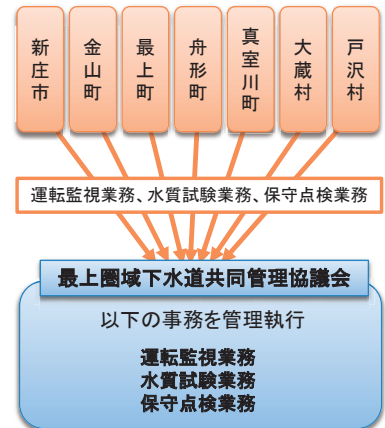 新庄市
金山町
最上町
舟形町
真室川町
大蔵村
戸沢村
運転監視業務、水質試験業務、保守点検業務
最上圏域下水道共同管理協議会
以下の事務を管理執行
運転監視業務
水質試験業務
保守点検業務